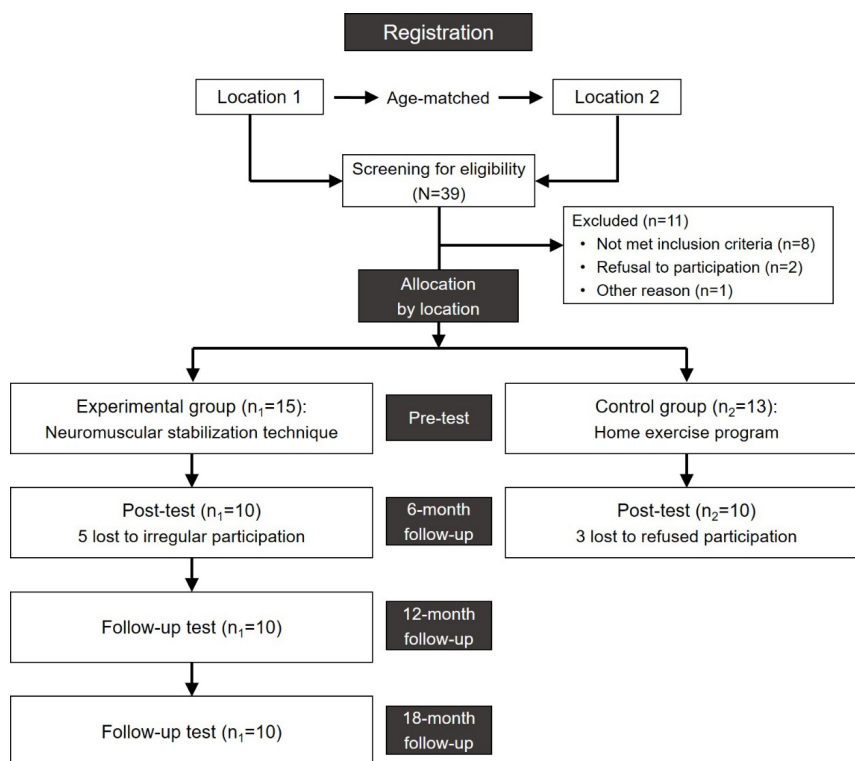 Registration
Location 1
Age-matched
Location 2
Screening for eligibility
(N=39)
Excluded (n=11)
• Not met inclusion criteria (n=8)
• Refusal to participation (n=2)
• Other reason (n=1)
Allocation
by location
Experimental group (n₁=15):
Neuromuscular stabilization technique
Pre-test
Control group (n₂=13):
Home exercise program
Post-test (n₁=10)
5 lost to irregular participation
6-month
follow-up
Post-test (n₂=10)
3 lost to refused participation
Follow-up test (n₁=10)
12-month
follow-up
Follow-up test (n₁=10)
18-month
follow-up